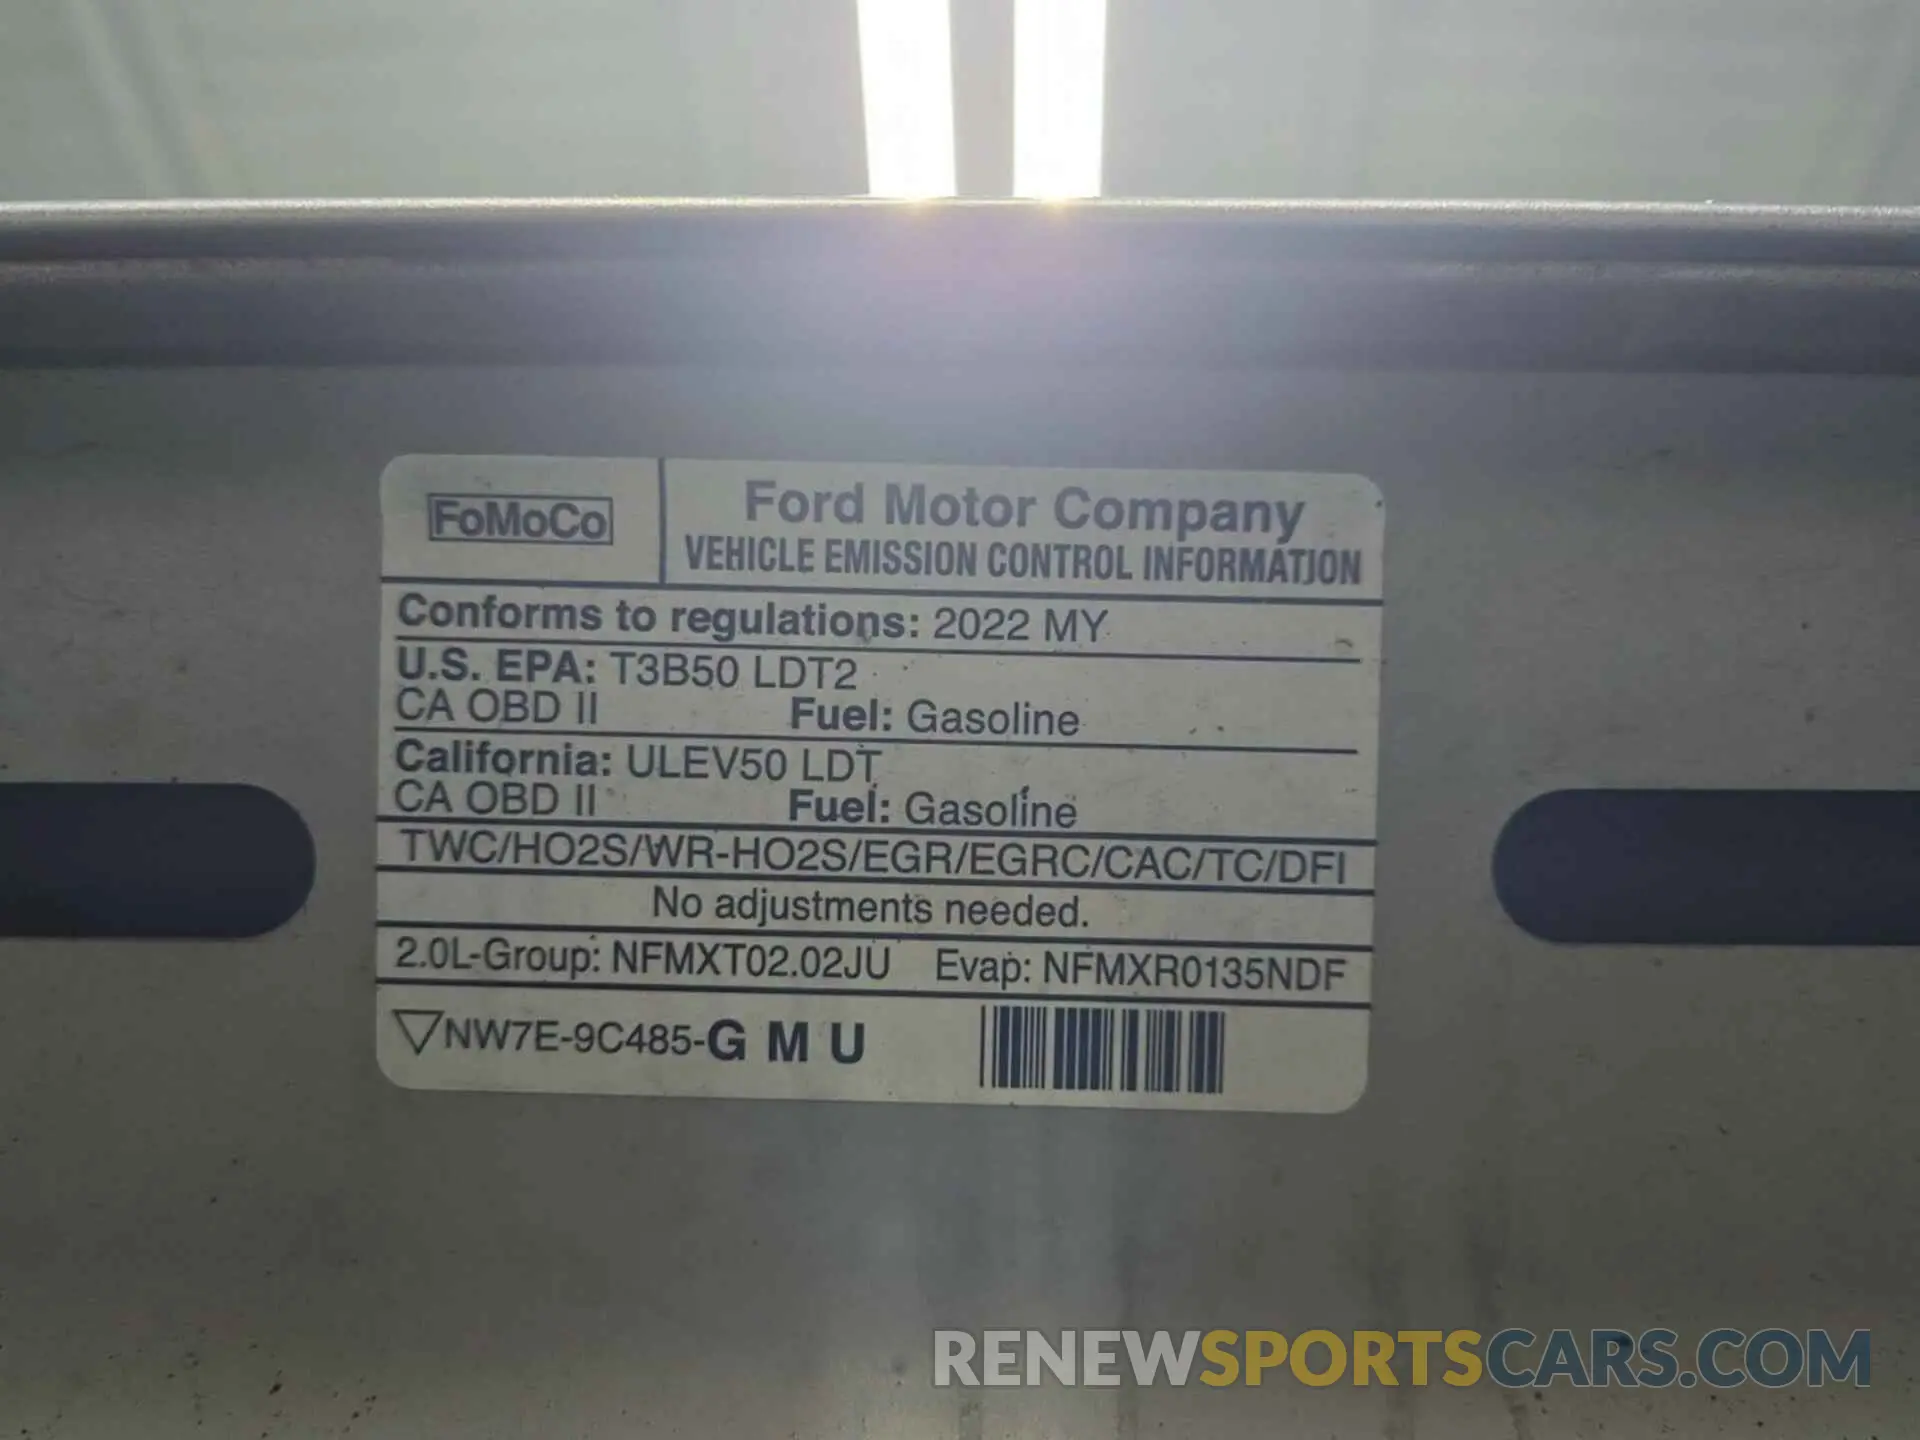 FoMoCo
Ford Motor Company
VEHICLE EMISSION CONTROL INFORMATION
Conforms to regulations: 2022 MY
U.S. EPA: T3B50 LDT2
CA OBD II Fuel: Gasoline
California: ULEV50 LDT
CA OBD II Fuel: Gasoline
TWC/HO2S/WR-HO2S/EGR/EGRC/CAC/TC/DFI
No adjustments needed.
2.0L-Group: NFMXT02.02JU Evap: NFMXR0135NDF
NW7E-9C485-G M U
RENEWSPORTSCARS.COM